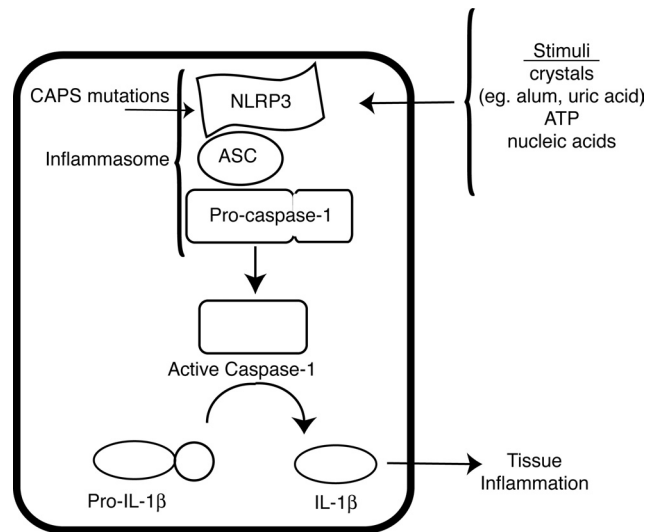 Stimuli
crystals
(eg. alum, uric acid)
ATP
nucleic acids
CAPS mutations
NLRP3
Inflammasome
ASC
Pro-caspase-1
Active Caspase-1
Pro-IL-1β
IL-1β
Tissue
Inflammation